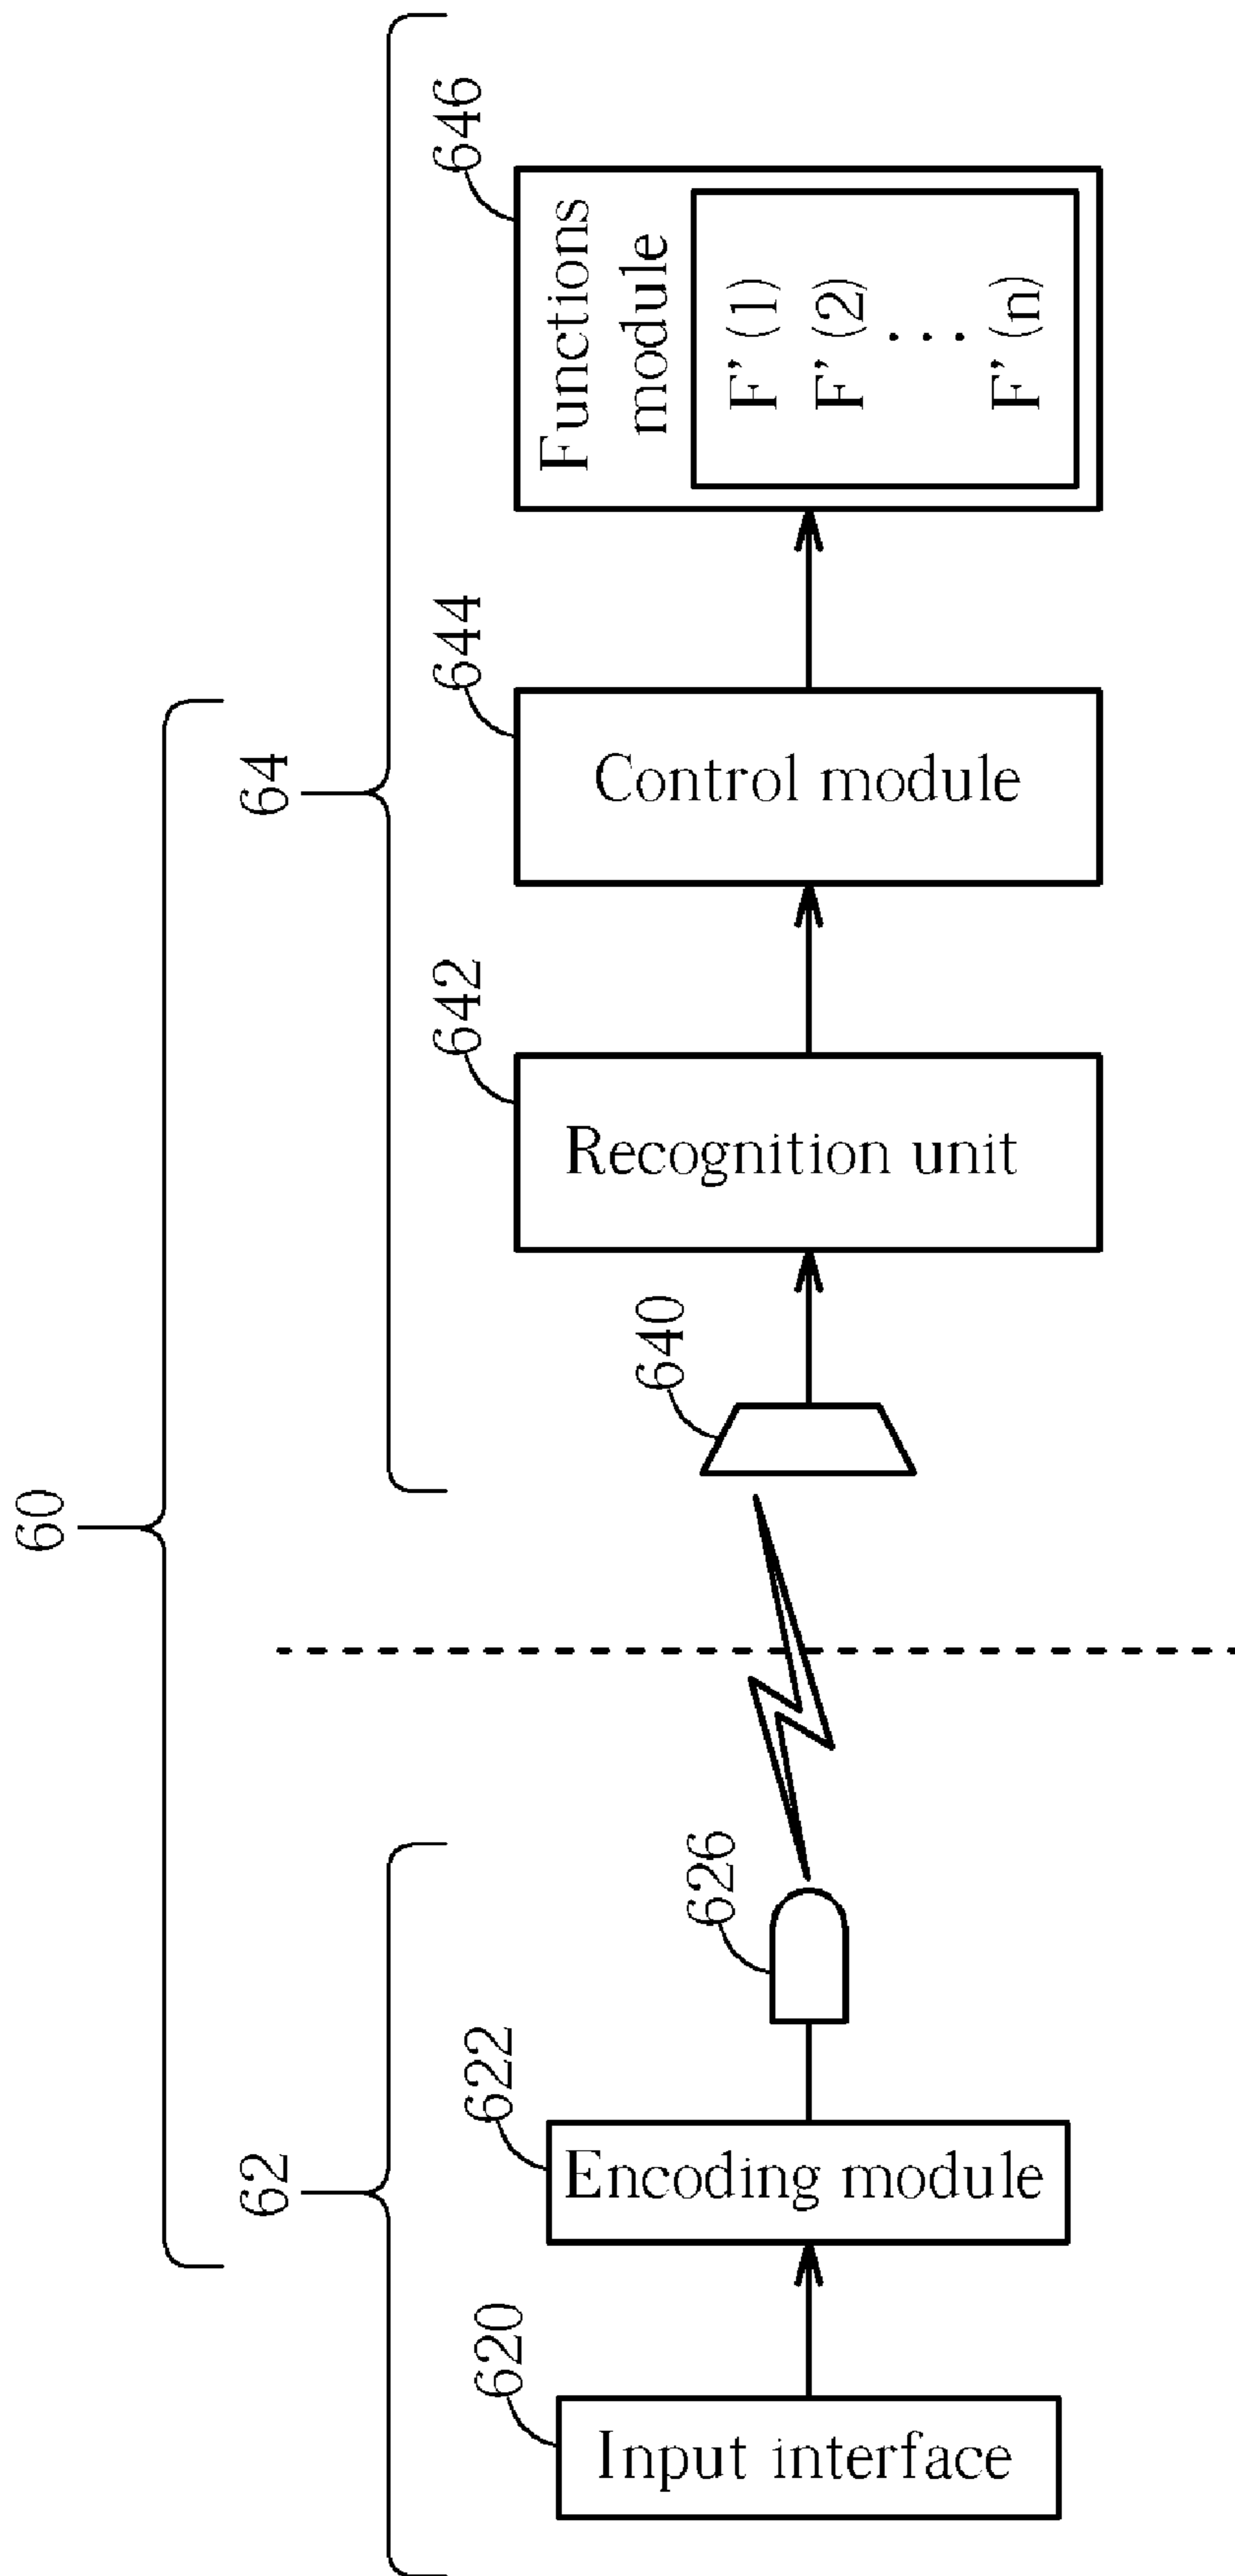 60
62
64
620
Input interface
622
Encoding module
626
640
642
Recognition unit
644
Control module
646
Functions
module
F' (1)
F' (2)
...
F' (n)